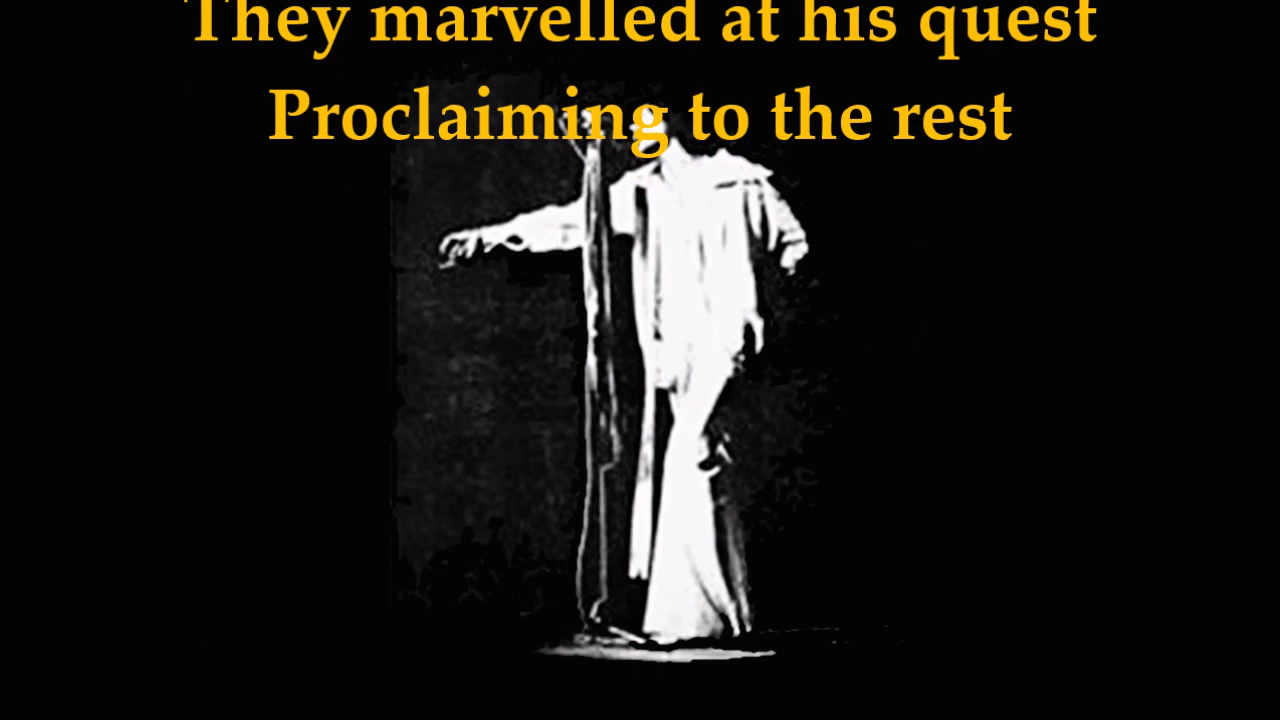 They marvelled at his quest
Proclaiming to the rest